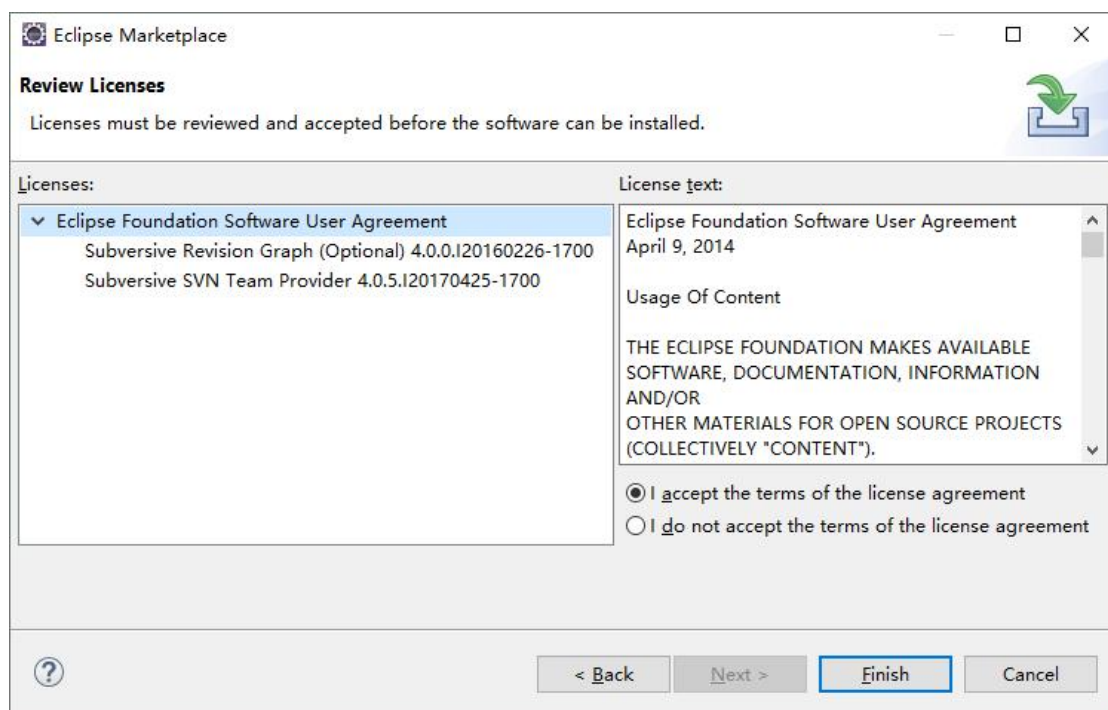 Eclipse Marketplace
Review Licenses
Licenses must be reviewed and accepted before the software can be installed.
Licenses:
Eclipse Foundation Software User Agreement
Subversive Revision Graph (Optional) 4.0.0.I20160226-1700
Subversive SVN Team Provider 4.0.5.I20170425-1700
License text:
Eclipse Foundation Software User Agreement
April 9, 2014
Usage Of Content
THE ECLIPSE FOUNDATION MAKES AVAILABLE
SOFTWARE, DOCUMENTATION, INFORMATION
AND/OR
OTHER MATERIALS FOR OPEN SOURCE PROJECTS
(COLLECTIVELY "CONTENT").
I accept the terms of the license agreement
I do not accept the terms of the license agreement
?
< Back
Next >
Finish
Cancel